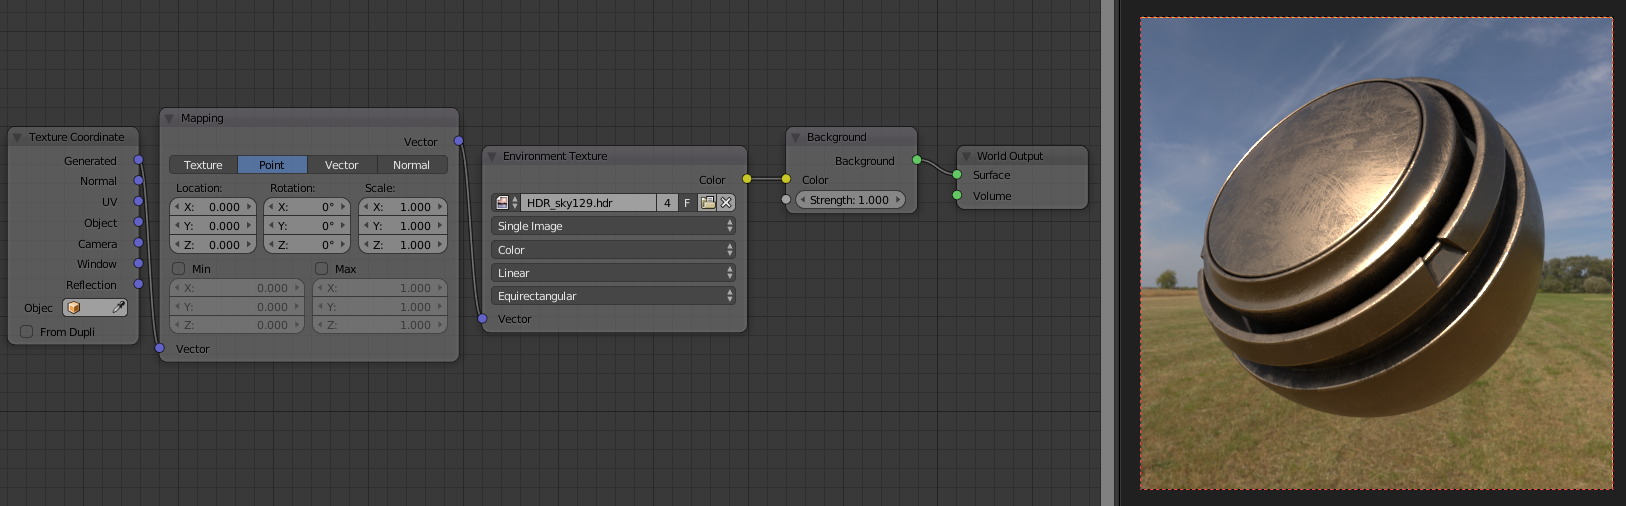 Texture Coordinate
Generated
Normal
UV
Object
Camera
Window
Reflection
Objec
From Dupli
Mapping
Vector
Texture Point Vector Normal
Location: Rotation: Scale:
X: 0.000 X: 0° X: 1.000
Y: 0.000 Y: 0° Y: 1.000
Z: 0.000 Z: 0° Z: 1.000
Min Max
X: 0.000 X: 1.000
Y: 0.000 Y: 1.000
Z: 0.000 Z: 1.000
Vector
Environment Texture
Color
HDR_sky129.hdr 4 F
Single Image
Color
Linear
Equirectangular
Vector
Background
Background
Color
Strength: 1.000
World Output
Surface
Volume